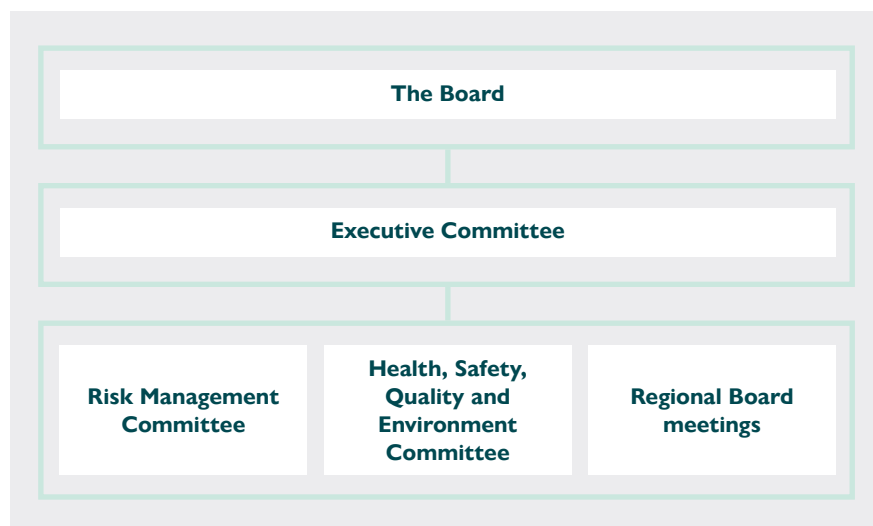 The Board
Executive Committee
Risk Management
Committee
Health, Safety,
Quality and
Environment
Committee
Regional Board
meetings